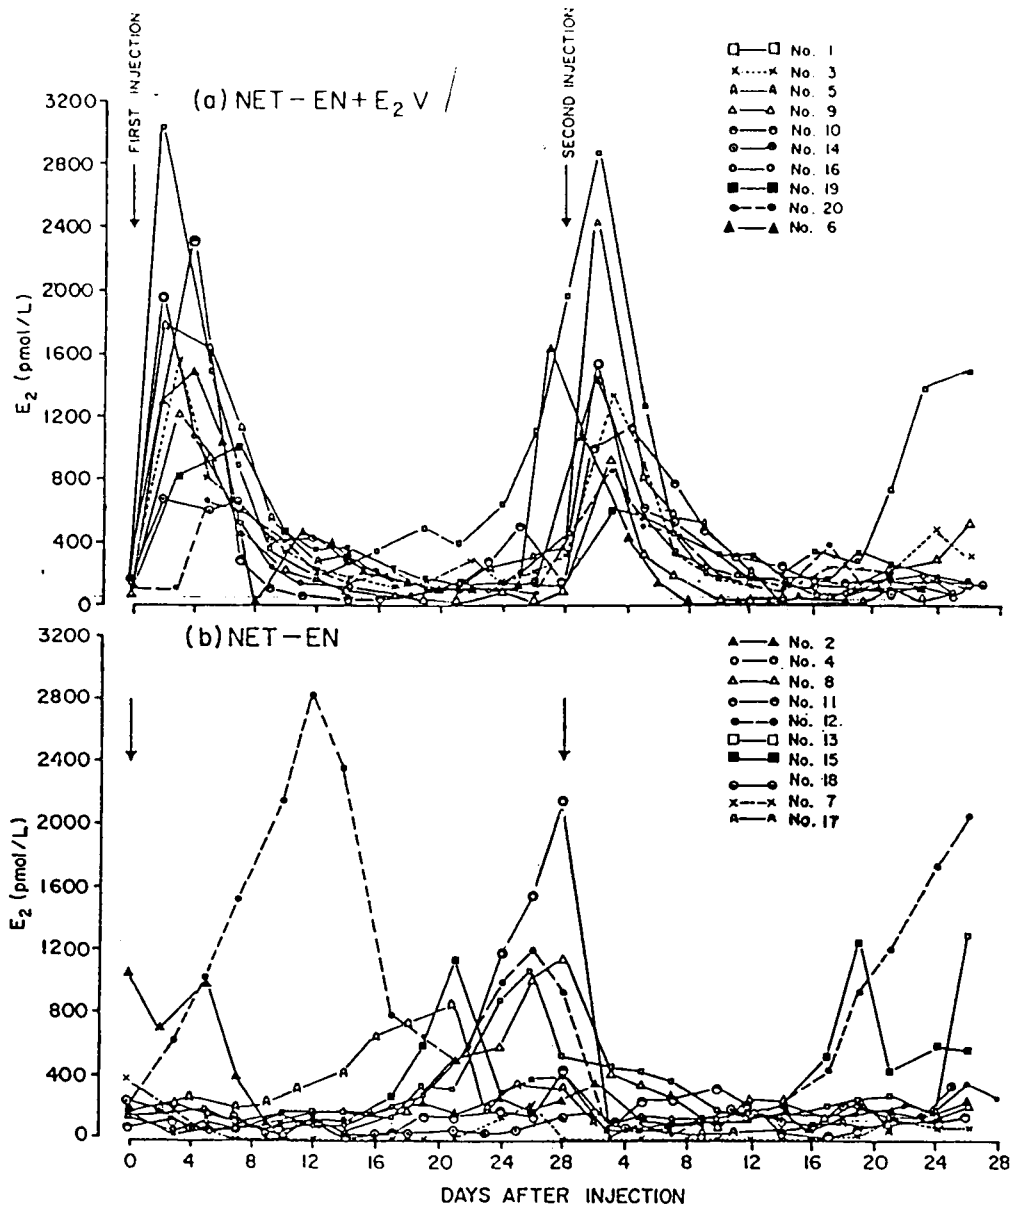 FIRST INJECTION
SECOND INJECTION
(a) NET-EN+E₂ V
No. 1
No. 3
No. 5
No. 9
No. 10
No. 14
No. 16
No. 19
No. 20
No. 6
3200
2800
2400
2000
1600
1200
800
400
0
E₂ (pmol/L)
(b) NET-EN
No. 2
No. 4
No. 8
No. 11
No. 12.
No. 13
No. 15
No. 18
No. 7
No. 17
3200
2800
2400
2000
1600
1200
800
400
0
E₂ (pmol/L)
0 4 8 12 16 20 24 28 4 8 12 16 20 24 28
DAYS AFTER INJECTION